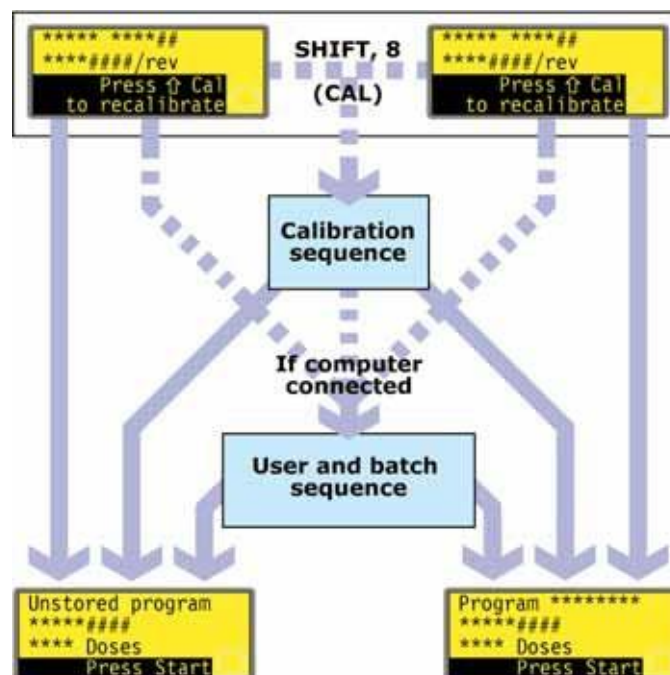 ***** ****##
****####/rev
Press ⇧ Cal
to recalibrate
SHIFT, 8
(CAL)
***** ****##
****####/rev
Press ⇧ Cal
to recalibrate
Calibration
sequence
If computer
connected
User and batch
sequence
Unstored program
*****####
**** Doses
Press Start
Program ********
*****####
**** Doses
Press Start